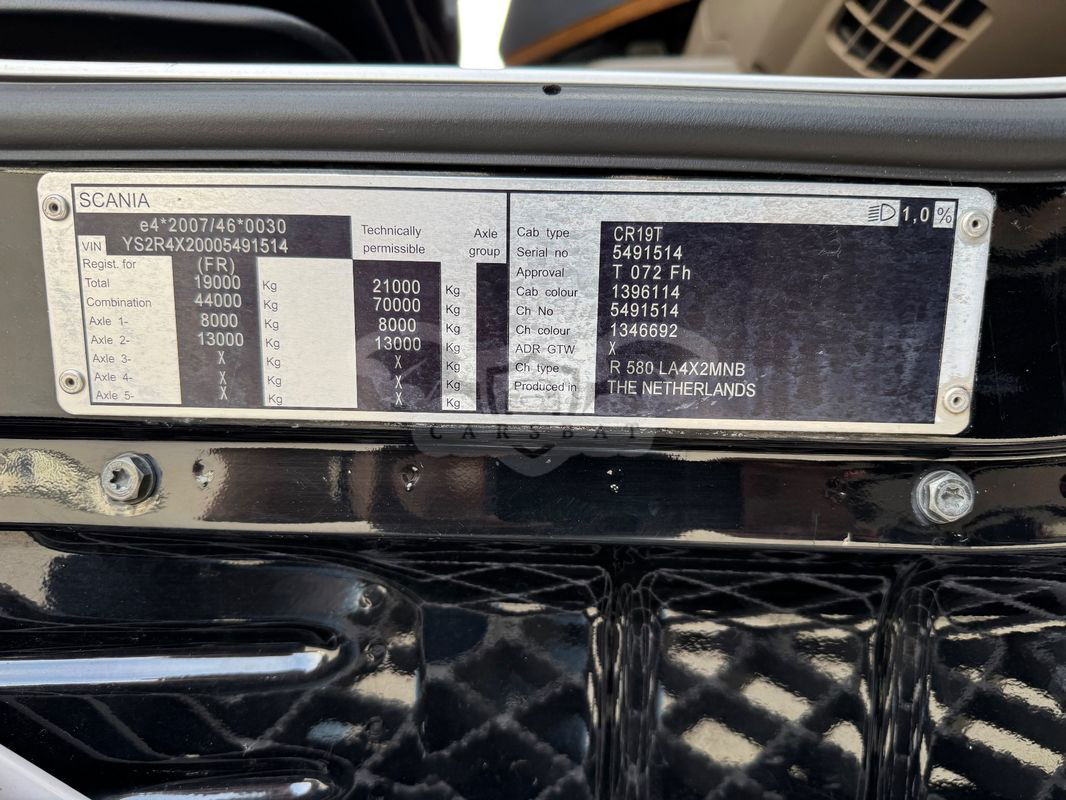 SCANIA
e4*2007/46*0030
VIN YS2R4X20005491514
Technically permissible
Axle group
Regist. for (FR)
Total 19000 Kg 21000 Kg
Combination 44000 Kg 70000 Kg
Axle 1- 8000 Kg 8000 Kg
Axle 2- 13000 Kg 13000 Kg
Axle 3- X Kg X Kg
Axle 4- X Kg X Kg
Axle 5- X Kg X Kg
1,0 %
Cab type CR19T
Serial no 5491514
Approval T 072 Fh
Cab colour 1396114
Ch No 5491514
Ch colour 1346692
ADR GTW X
Ch type R 580 LA4X2MNB
Produced in THE NETHERLANDS
CARSBAT